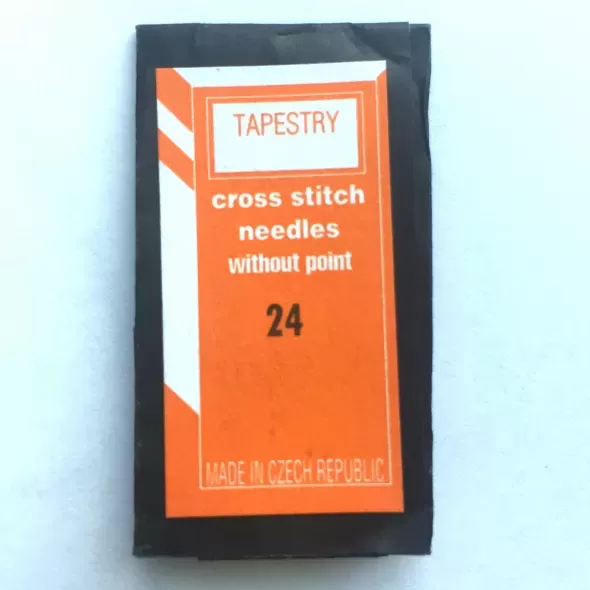 TAPESTRY
cross stitch
needles
without point
24
MADE IN CZECH REPUBLIC